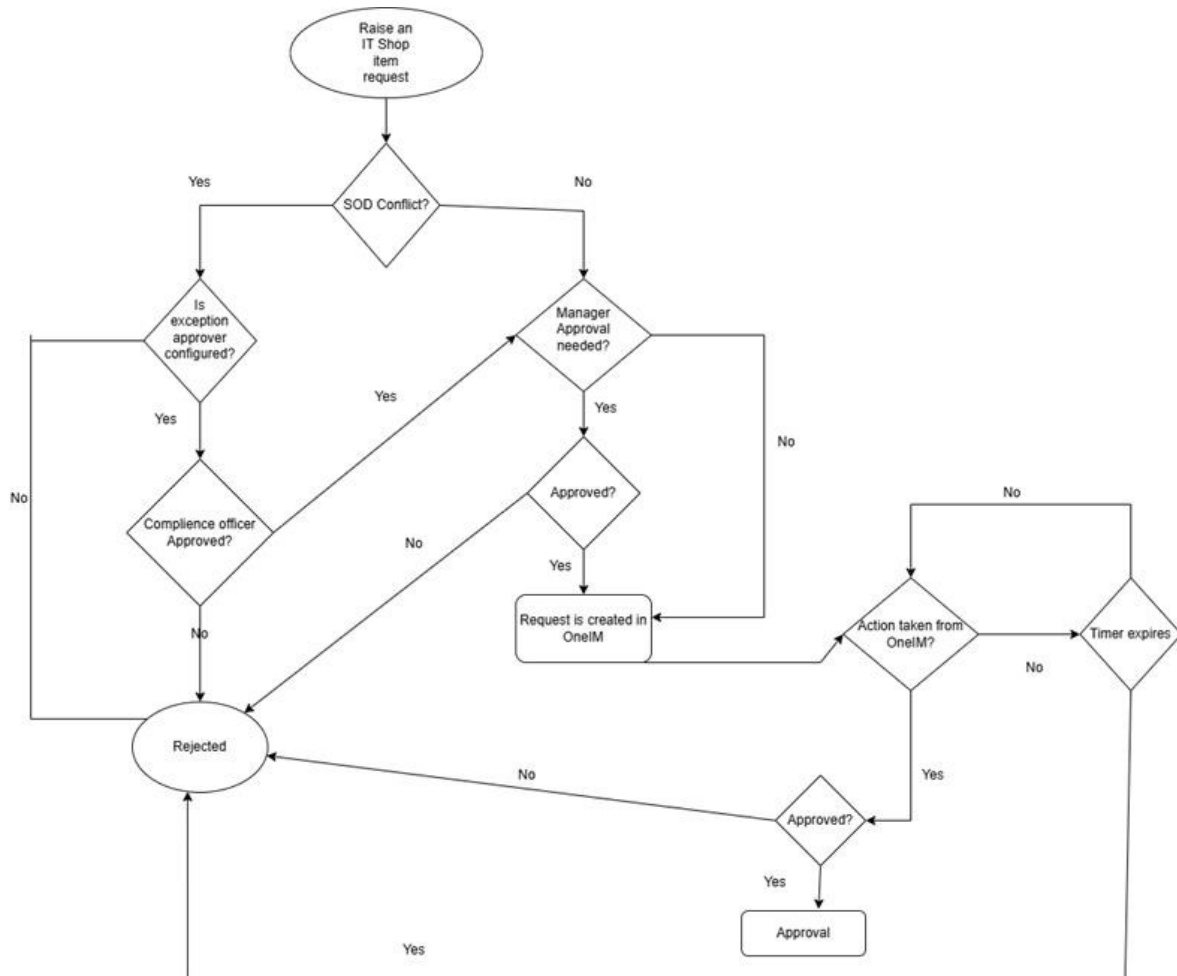 Raise an
IT Shop
item
request
Yes
No
SOD Conflict?
Is
exception
approver
configured?
Manager
Approval
needed?
Yes
Yes
Yes
No
No
Approved?
No
Complience officer
Approved?
No
Yes
No
Request is created in
OneIM
Action taken from
OneIM?
Timer expires
No
Rejected
No
Yes
Approved?
Yes
Approval
Yes